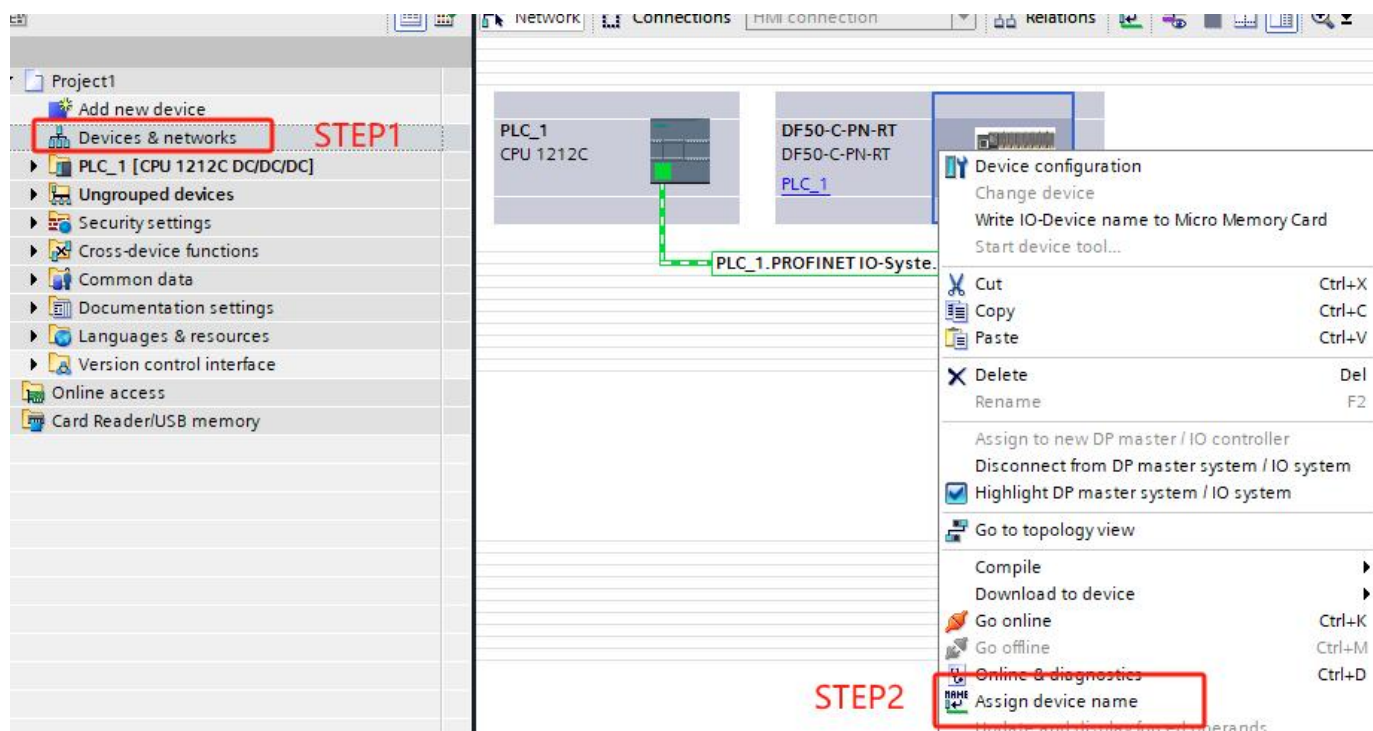 Network
Connections
HMI connection
Relations
Project1
Add new device
Devices & networks
STEP1
PLC_1 [CPU 1212C DC/DC/DC]
Ungrouped devices
Security settings
Cross-device functions
Common data
Documentation settings
Languages & resources
Version control interface
Online access
Card Reader/USB memory
PLC_1
CPU 1212C
DF50-C-PN-RT
DF50-C-PN-RT
PLC_1
PLC_1.PROFINET IO-Syste.
Device configuration
Change device
Write IO-Device name to Micro Memory Card
Start device tool...
Cut Ctrl+X
Copy Ctrl+C
Paste Ctrl+V
Delete Del
Rename F2
Assign to new DP master / IO controller
Disconnect from DP master system / IO system
Highlight DP master system / IO system
Go to topology view
Compile
Download to device
Go online Ctrl+K
Go offline Ctrl+M
Online & diagnostics Ctrl+D
STEP2
NAME
Assign device name
Update and display forced operands